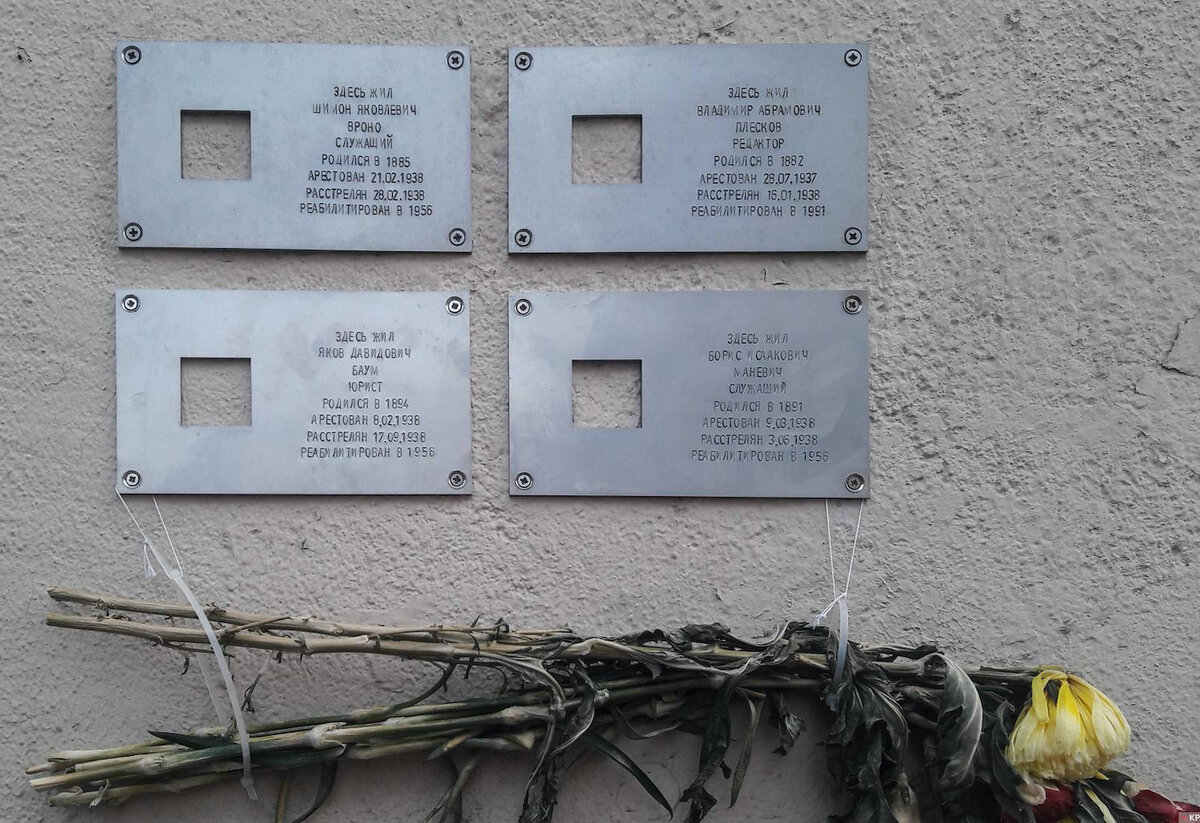 ЗДЕСЬ ЖИЛ
ШИМОН ЯКОВЛЕВИЧ
ВРОНО
СЛУЖАЩИЙ
РОДИЛСЯ В 1885
АРЕСТОВАН 21.02.1938
РАССТРЕЛЯН 28.02.1938
РЕАБИЛИТИРОВАН В 1956
ЗДЕСЬ ЖИЛ
ВЛАДИМИР АБРАМОВИЧ
ПЛЕСКОВ
РЕДАКТОР
РОДИЛСЯ В 1882
АРЕСТОВАН 28.07.1937
РАССТРЕЛЯН 16.01.1938
РЕАБИЛИТИРОВАН В 1991
ЗДЕСЬ ЖИЛ
ЯКОВ ДАВИДОВИЧ
БАУМ
ЮРИСТ
РОДИЛСЯ В 1894
АРЕСТОВАН 8.02.1938
РАССТРЕЛЯН 17.09.1938
РЕАБИЛИТИРОВАН В 1956
ЗДЕСЬ ЖИЛ
БОРИС ИСААКОВИЧ
МАНЕВИЧ
СЛУЖАЩИЙ
РОДИЛСЯ В 1891
АРЕСТОВАН 9.03.1938
РАССТРЕЛЯН 3.06.1938
РЕАБИЛИТИРОВАН В 1956